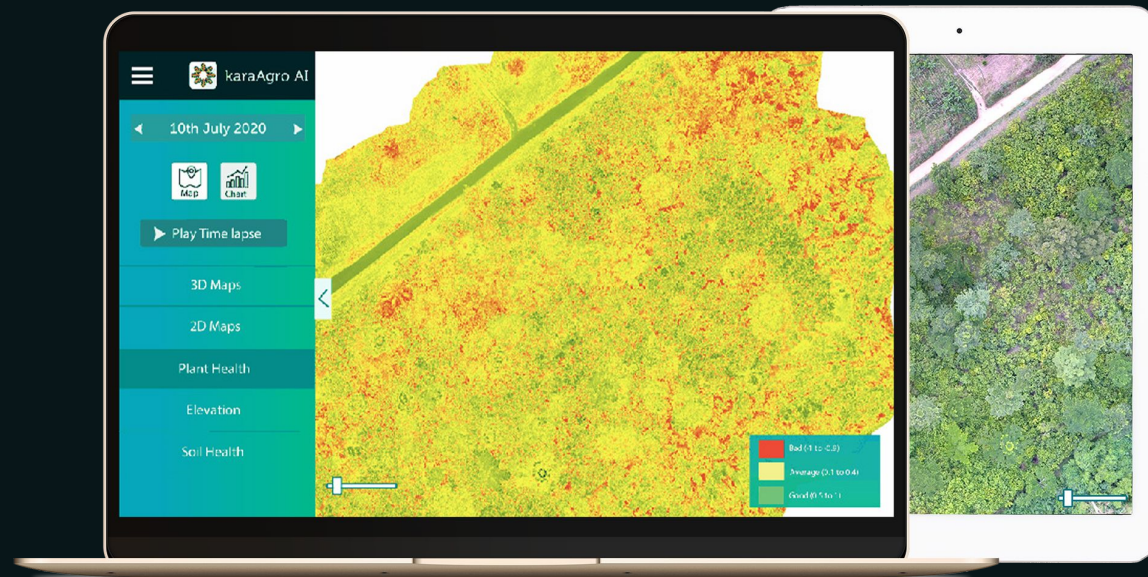 karaAgro AI
10th July 2020
Map
Chart
Play Time lapse
3D Maps
2D Maps
Plant Health
Elevation
Soil Health
Bad (-1 to -0.9)
Average (0.1 to 0.4)
Good (0.5 to 1)